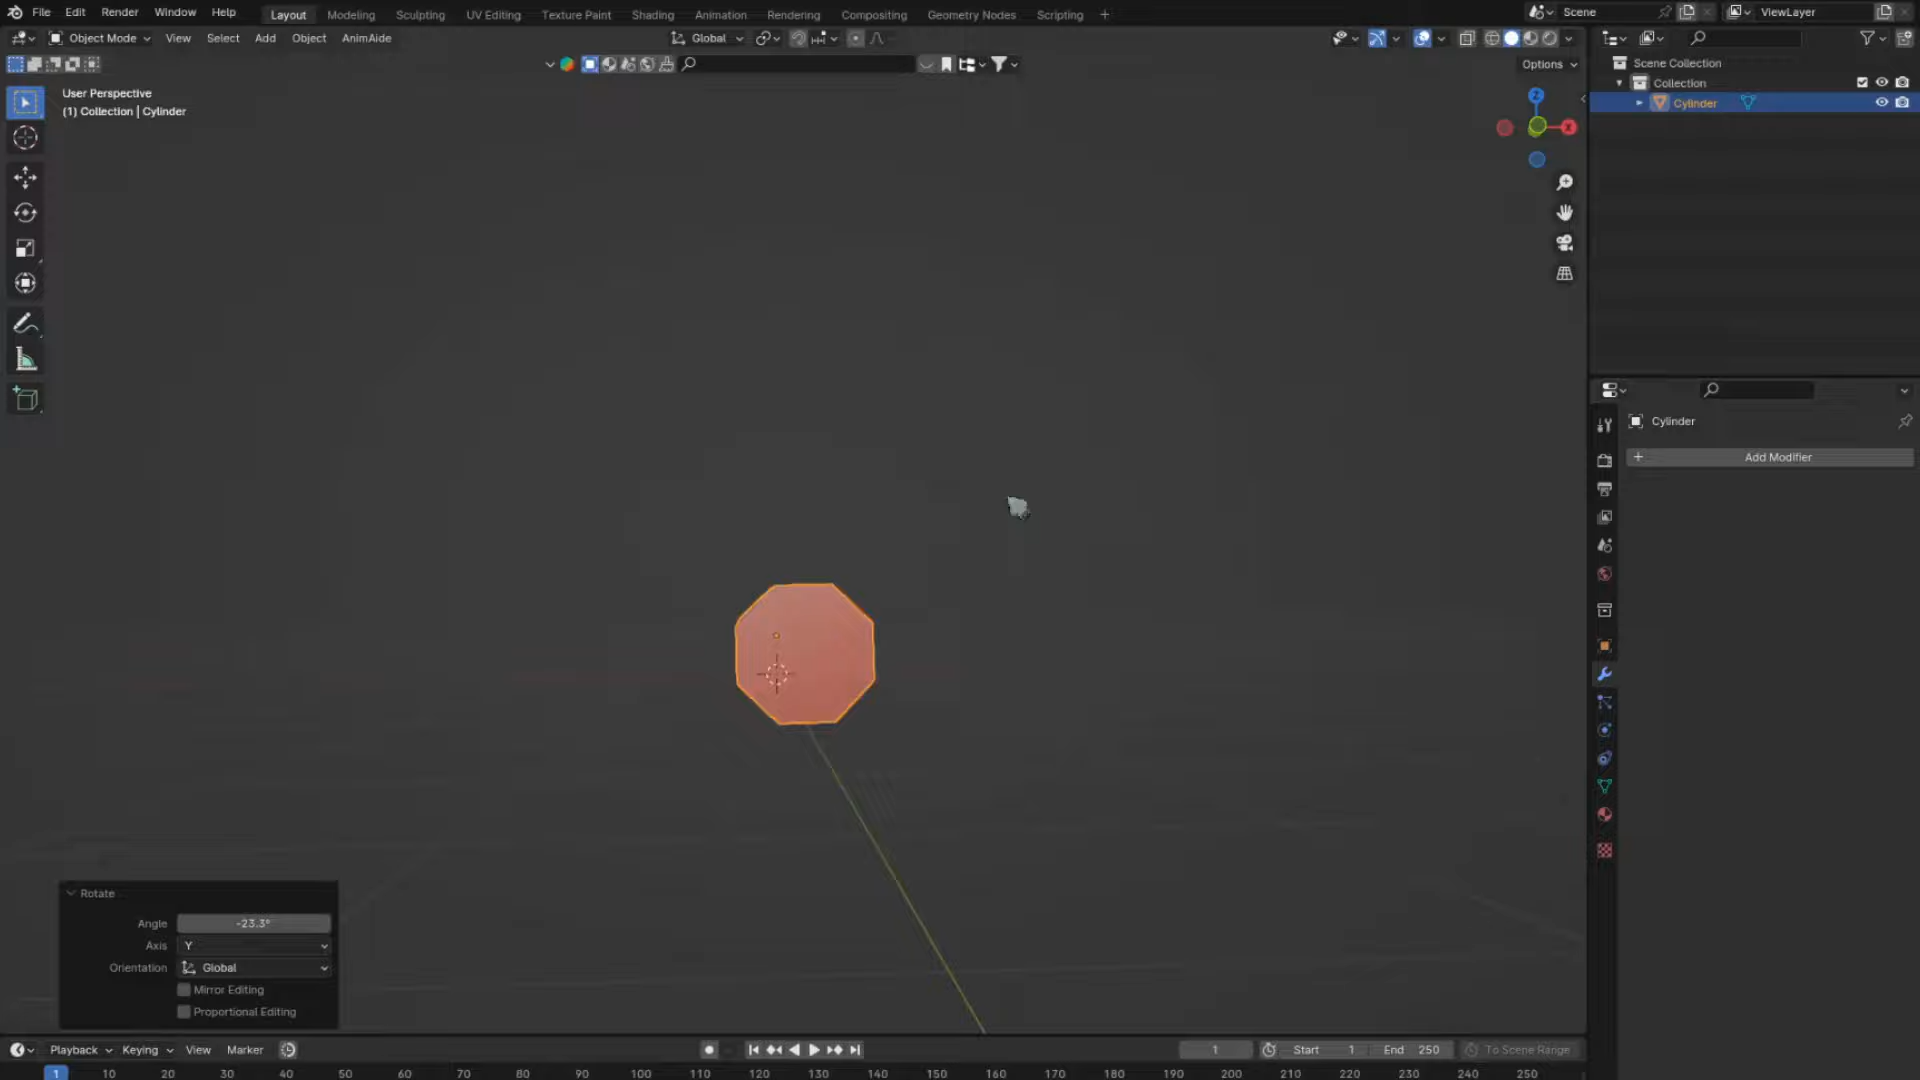 File Edit Render Window Help Layout Modeling Sculpting UV Editing Texture Paint Shading Animation Rendering Compositing Geometry Nodes Scripting + Scene ViewLayer
Object Mode View Select Add Object AnimAide Global
Options
User Perspective
(1) Collection | Cylinder
Z
X
Scene Collection
Collection
Cylinder
Cylinder
+ Add Modifier
Rotate
Angle -23.3°
Axis Y
Orientation Global
Mirror Editing
Proportional Editing
Playback Keying View Marker 1 Start 1 End 250 To Scene Range
1 10 20 30 40 50 60 70 80 90 100 110 120 130 140 150 160 170 180 190 200 210 220 230 240 250